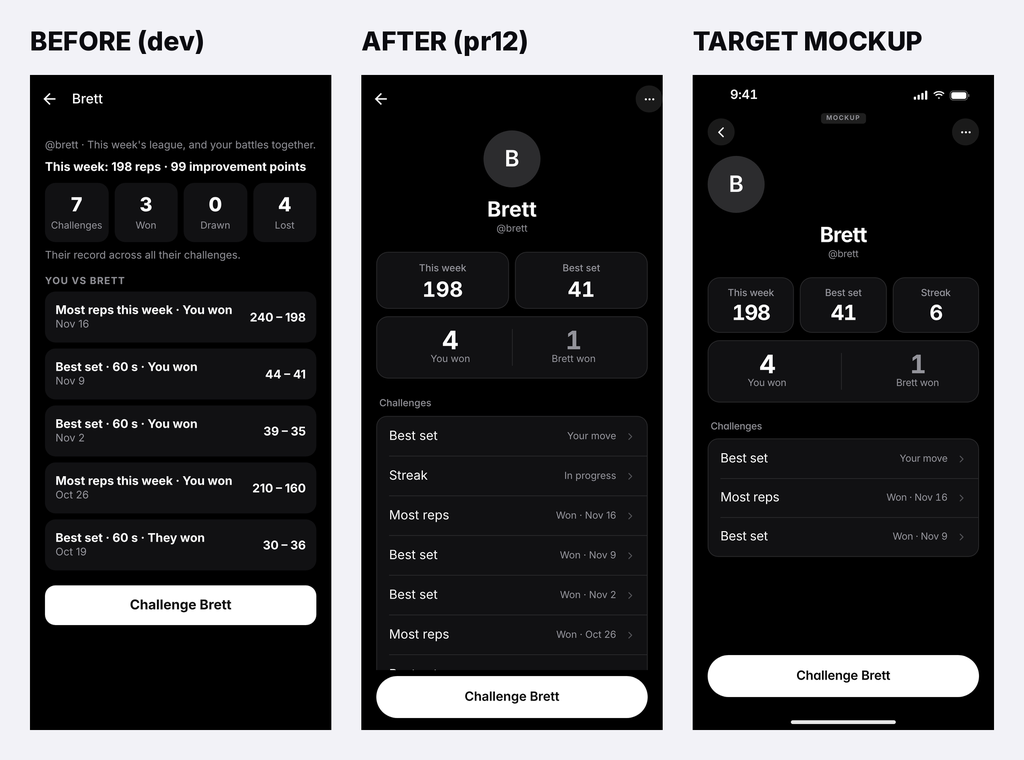 BEFORE (dev)
Brett
@brett · This week's league, and your battles together.
This week: 198 reps · 99 improvement points
7
Challenges
3
Won
0
Drawn
4
Lost
Their record across all their challenges.
YOU VS BRETT
Most reps this week · You won
Nov 16
240 – 198
Best set · 60 s · You won
Nov 9
44 – 41
Best set · 60 s · You won
Nov 2
39 – 35
Most reps this week · You won
Oct 26
210 – 160
Best set · 60 s · They won
Oct 19
30 – 36
Challenge Brett
AFTER (pr12)
B
Brett
@brett
This week
198
Best set
41
4
You won
1
Brett won
Challenges
Best set Your move
Streak In progress
Most reps Won · Nov 16
Best set Won · Nov 9
Best set Won · Nov 2
Most reps Won · Oct 26
Challenge Brett
TARGET MOCKUP
9:41
MOCKUP
B
Brett
@brett
This week
198
Best set
41
Streak
6
4
You won
1
Brett won
Challenges
Best set Your move
Most reps Won · Nov 16
Best set Won · Nov 9
Challenge Brett